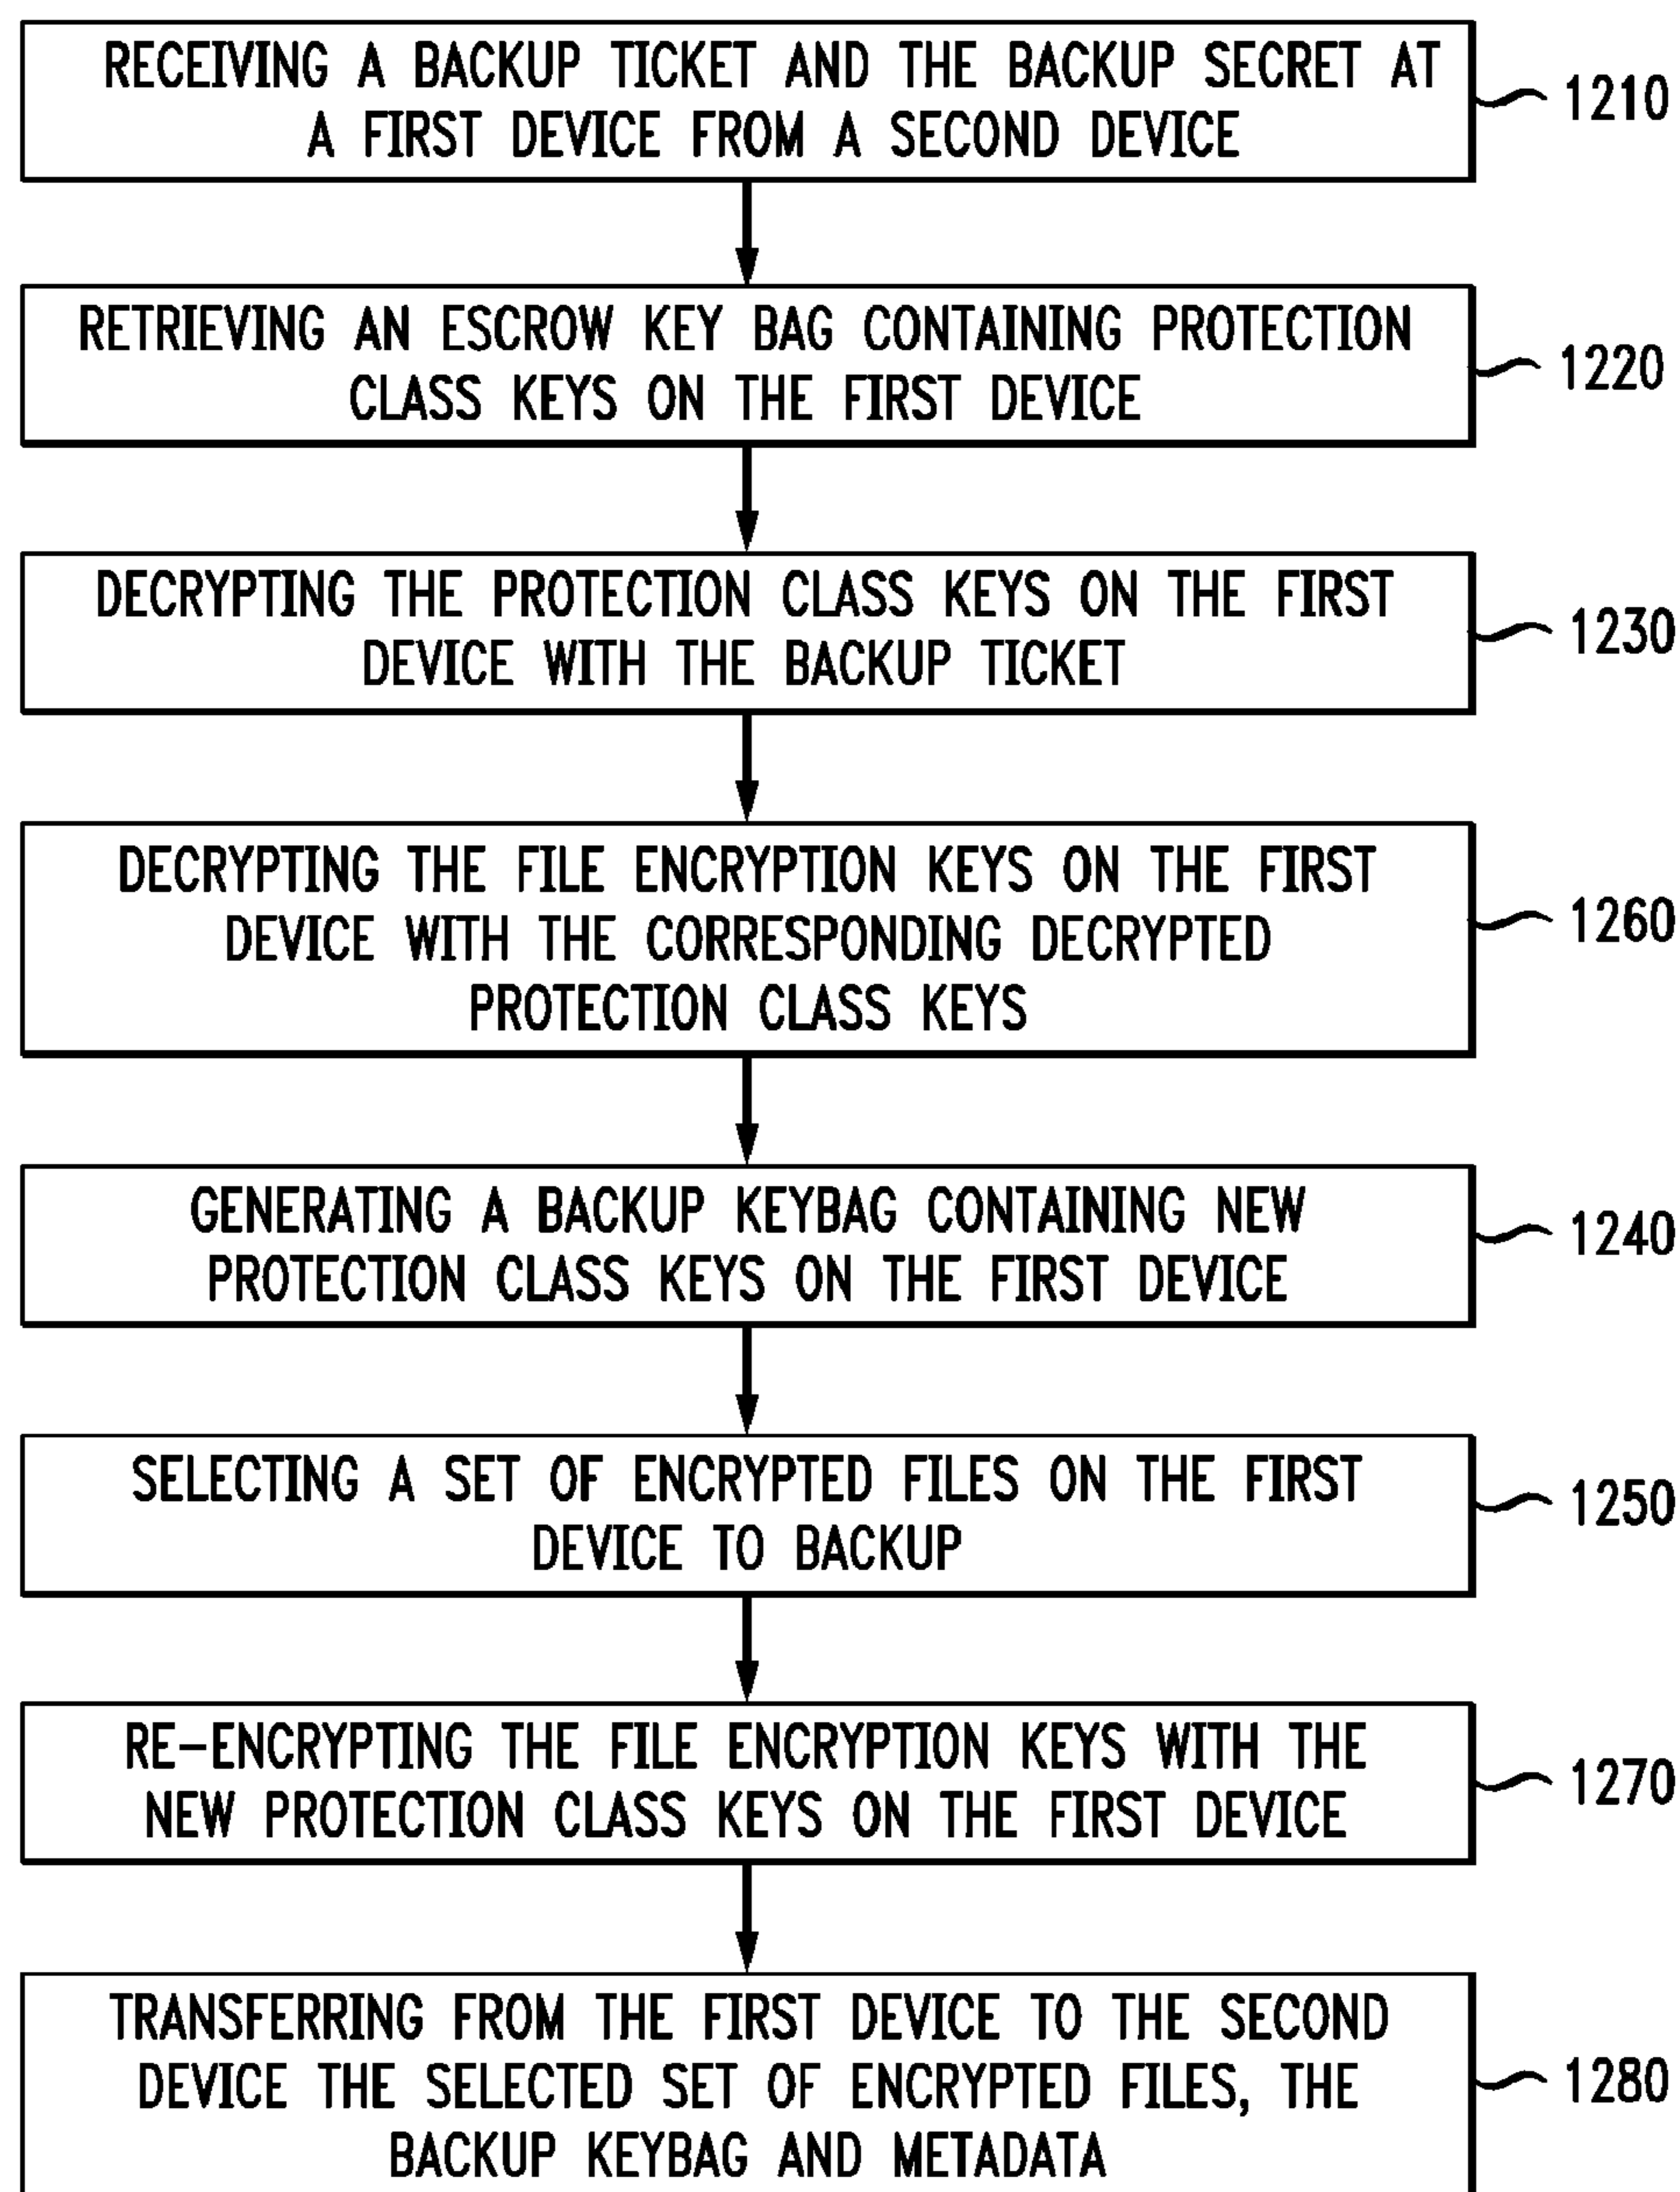 RECEIVING A BACKUP TICKET AND THE BACKUP SECRET AT
A FIRST DEVICE FROM A SECOND DEVICE
1210
RETRIEVING AN ESCROW KEY BAG CONTAINING PROTECTION
CLASS KEYS ON THE FIRST DEVICE
1220
DECRYPTING THE PROTECTION CLASS KEYS ON THE FIRST
DEVICE WITH THE BACKUP TICKET
1230
DECRYPTING THE FILE ENCRYPTION KEYS ON THE FIRST
DEVICE WITH THE CORRESPONDING DECRYPTED
PROTECTION CLASS KEYS
1260
GENERATING A BACKUP KEYBAG CONTAINING NEW
PROTECTION CLASS KEYS ON THE FIRST DEVICE
1240
SELECTING A SET OF ENCRYPTED FILES ON THE FIRST
DEVICE TO BACKUP
1250
RE-ENCRYPTING THE FILE ENCRYPTION KEYS WITH THE
NEW PROTECTION CLASS KEYS ON THE FIRST DEVICE
1270
TRANSFERRING FROM THE FIRST DEVICE TO THE SECOND
DEVICE THE SELECTED SET OF ENCRYPTED FILES, THE
BACKUP KEYBAG AND METADATA
1280